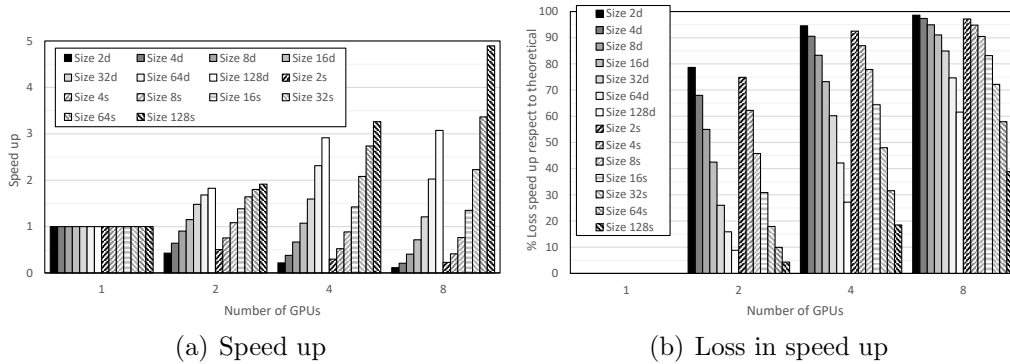 5
4
3
2
1
0
Speed up
Size 2d Size 4d Size 8d Size 16d
Size 32d Size 64d Size 128d Size 2s
Size 4s Size 8s Size 16s Size 32s
Size 64s Size 128s
1 2 4 8
Number of GPUs
(a) Speed up
100
90
80
70
60
50
40
30
20
10
0
% Loss speed up respect to theoretical
Size 2d
Size 4d
Size 8d
Size 16d
Size 32d
Size 64d
Size 128d
Size 2s
Size 4s
Size 8s
Size 16s
Size 32s
Size 64s
Size 128s
1 2 4 8
Number of GPUs
(b) Loss in speed up